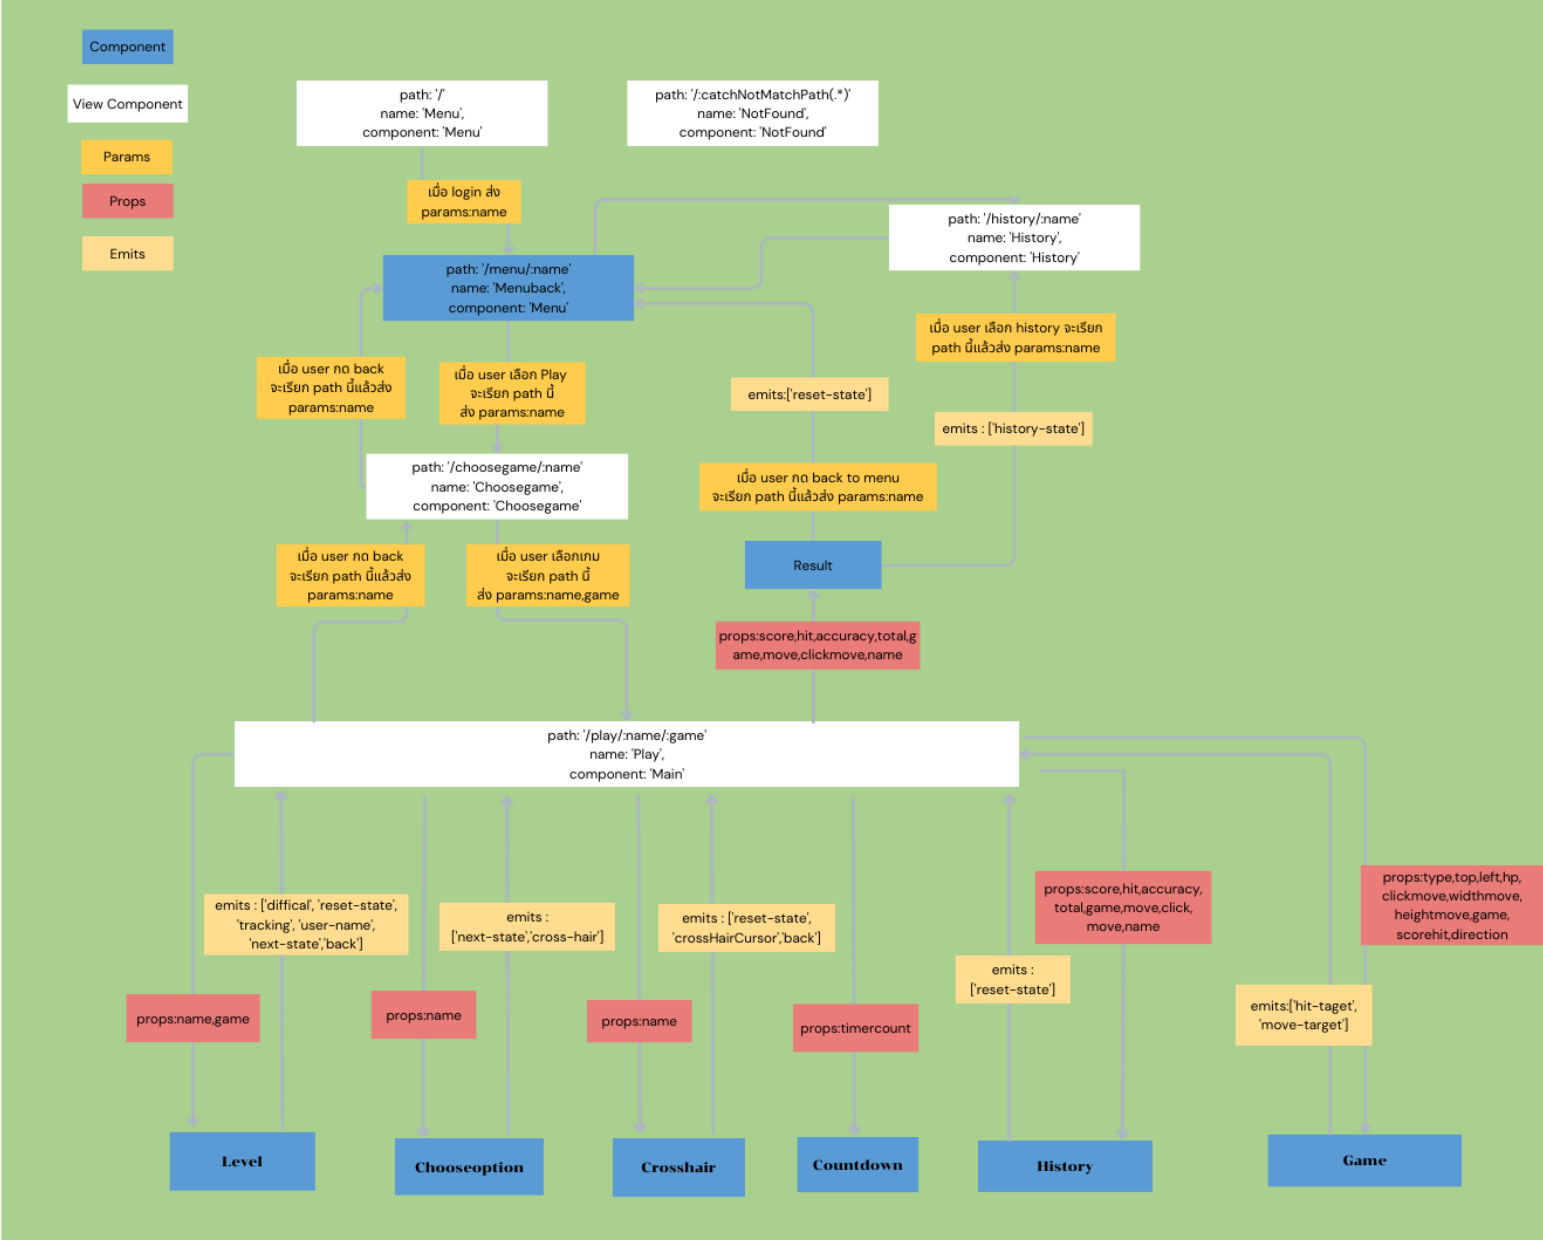 Component
View Component
Params
Props
Emits
path: '/'
name: 'Menu',
component: 'Menu'
path: '/:catchNotMatchPath(.*)'
name: 'NotFound',
component: 'NotFound'
เมื่อ login ส่ง
params:name
path: '/history/:name'
name: 'History',
component: 'History'
path: '/menu/:name'
name: 'Menuback',
component: 'Menu'
เมื่อ user เลือก history จะเรียก
path นี้แล้วส่ง params:name
เมื่อ user กด back
จะเรียก path นี้แล้วส่ง
params:name
เมื่อ user เลือก Play
จะเรียก path นี้
ส่ง params:name
emits:['reset-state']
emits : ['history-state']
path: '/choosegame/:name'
name: 'Choosegame',
component: 'Choosegame'
เมื่อ user กด back to menu
จะเรียก path นี้แล้วส่ง params:name
เมื่อ user กด back
จะเรียก path นี้แล้วส่ง
params:name
เมื่อ user เลือกเกม
จะเรียก path นี้
ส่ง params:name,game
Result
props:score,hit,accuracy,total,g
ame,move,clickmove,name
path: '/play/:name/:game'
name: 'Play',
component: 'Main'
emits : ['diffical', 'reset-state',
'tracking', 'user-name',
'next-state','back']
emits :
['next-state','cross-hair']
emits : ['reset-state',
'crossHairCursor','back']
props:score,hit,accuracy,
total,game,move,click,
move,name
props:type,top,left,hp,
clickmove,widthmove,
heightmove,game,
scorehit,direction
emits :
['reset-state']
props:name,game
props:name
props:name
props:timercount
emits:['hit-taget',
'move-target']
Level
Chooseoption
Crosshair
Countdown
History
Game